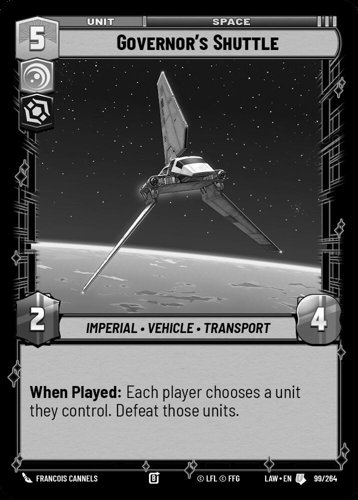 UNIT
SPACE
5
GOVERNOR'S SHUTTLE
2
4
IMPERIAL • VEHICLE • TRANSPORT
When Played: Each player chooses a unit
they control. Defeat those units.
FRANCOIS CANNELS
© LFL © FFG
LAW • EN
99/264